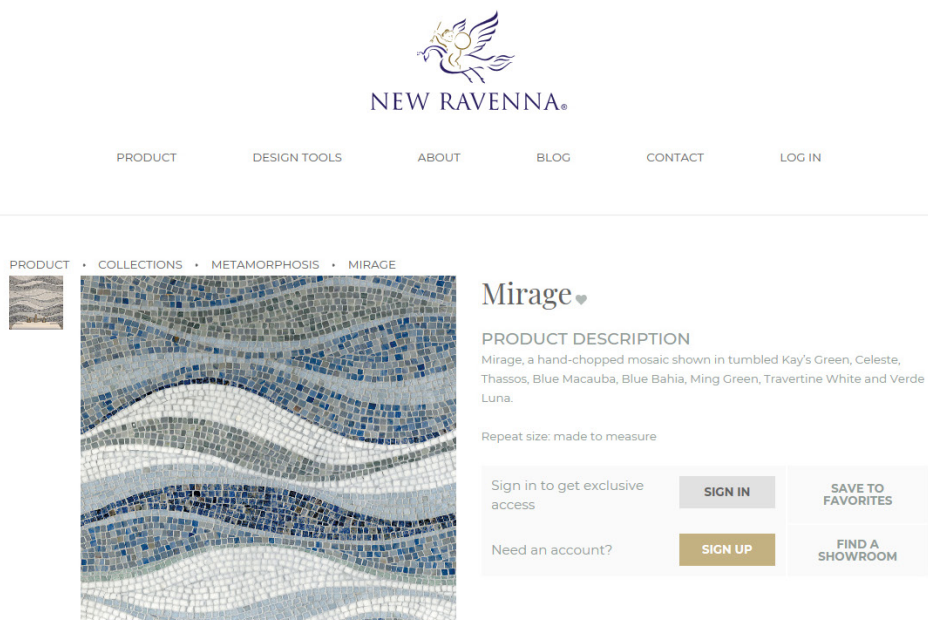 NEW RAVENNA®
PRODUCT DESIGN TOOLS ABOUT BLOG CONTACT LOG IN
PRODUCT • COLLECTIONS • METAMORPHOSIS • MIRAGE
Mirage
PRODUCT DESCRIPTION
Mirage, a hand-chopped mosaic shown in tumbled Kay's Green, Celeste,
Thassos, Blue Macauba, Blue Bahia, Ming Green, Travertine White and Verde
Luna.
Repeat size: made to measure
Sign in to get exclusive
access
SIGN IN
SAVE TO
FAVORITES
Need an account?
SIGN UP
FIND A
SHOWROOM